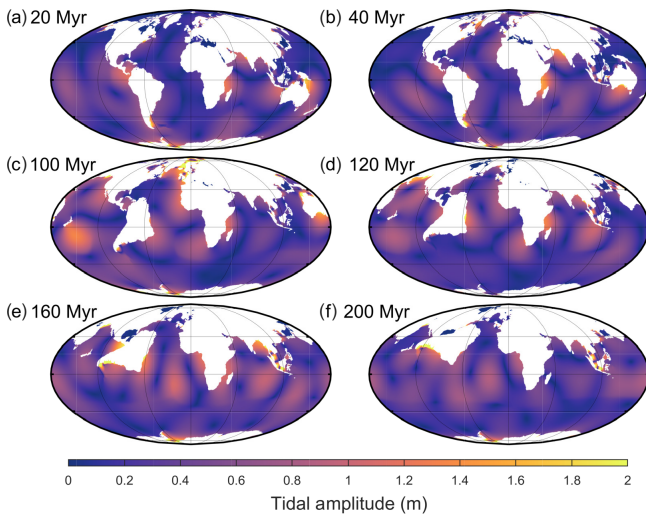 (a) 20 Myr
(b) 40 Myr
(c) 100 Myr
(d) 120 Myr
(e) 160 Myr
(f) 200 Myr
0 0.2 0.4 0.6 0.8 1 1.2 1.4 1.6 1.8 2
Tidal amplitude (m)